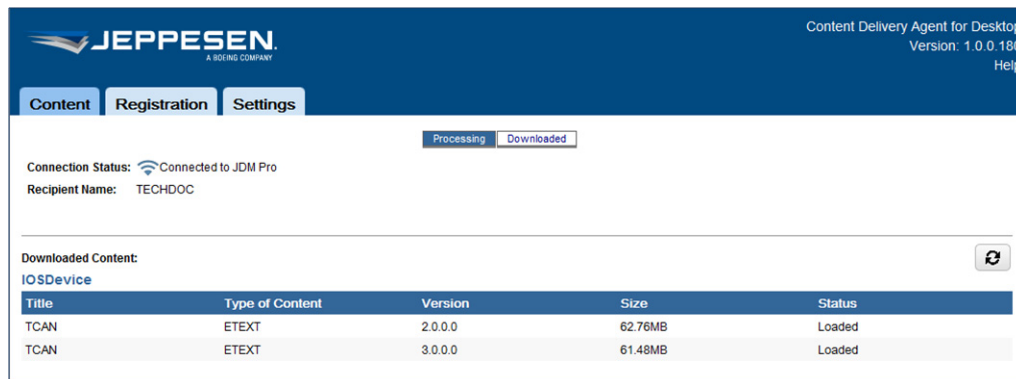 JEPPESEN.
A BOEING COMPANY
Content Delivery Agent for Desktop
Version: 1.0.0.180
Help
Content Registration Settings
Processing Downloaded
Connection Status: Connected to JDM Pro
Recipient Name: TECHDOC
Downloaded Content:
IOSDevice
Title Type of Content Version Size Status
TCAN ETEXT 2.0.0.0 62.76MB Loaded
TCAN ETEXT 3.0.0.0 61.48MB Loaded